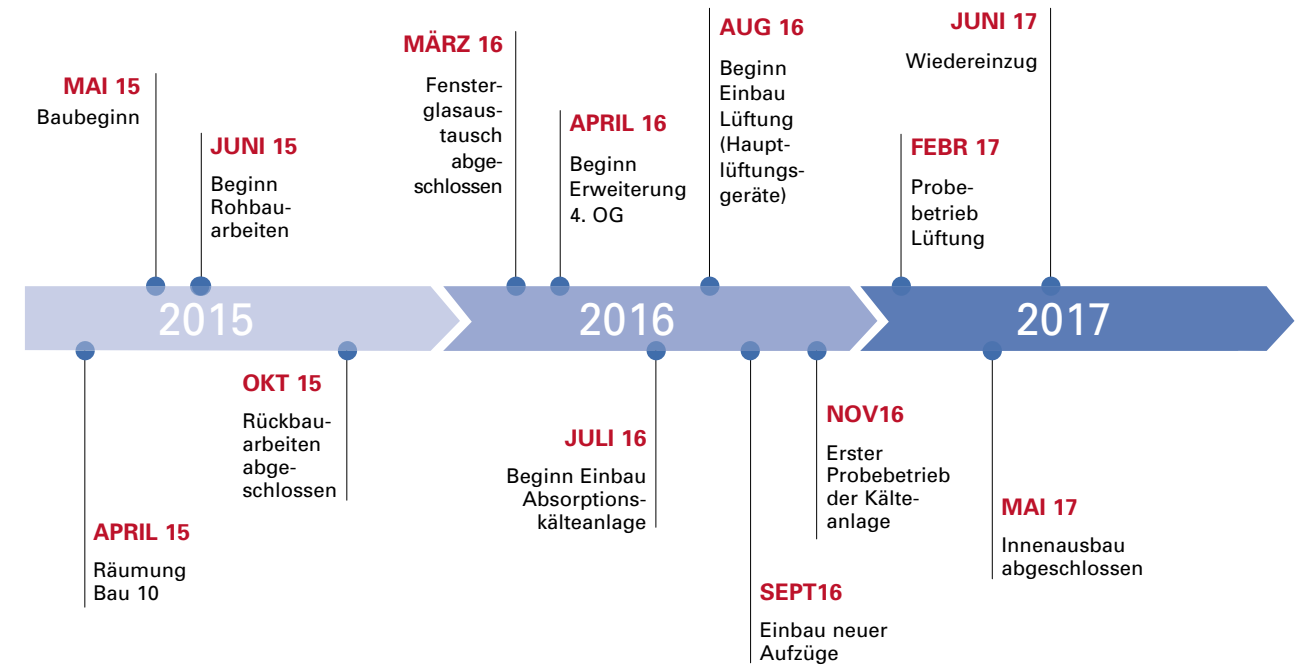 MAI 15
Baubeginn
JUNI 15
Beginn
Rohbau-
arbeiten
MÄRZ 16
Fenster-
glasaus-
tausch
abge-
schlossen
APRIL 16
Beginn
Erweiterung
4. OG
AUG 16
Beginn
Einbau
Lüftung
(Haupt-
lüftungs-
geräte)
FEBR 17
Probe-
betrieb
Lüftung
JUNI 17
Wiedereinzug
2015
2016
2017
APRIL 15
Räumung
Bau 10
OKT 15
Rückbau-
arbeiten
abge-
schlossen
JULI 16
Beginn Einbau
Absorptions-
kälteanlage
SEPT16
Einbau neuer
Aufzüge
NOV16
Erster
Probebetrieb
der Kälte-
anlage
MAI 17
Innenausbau
abgeschlossen